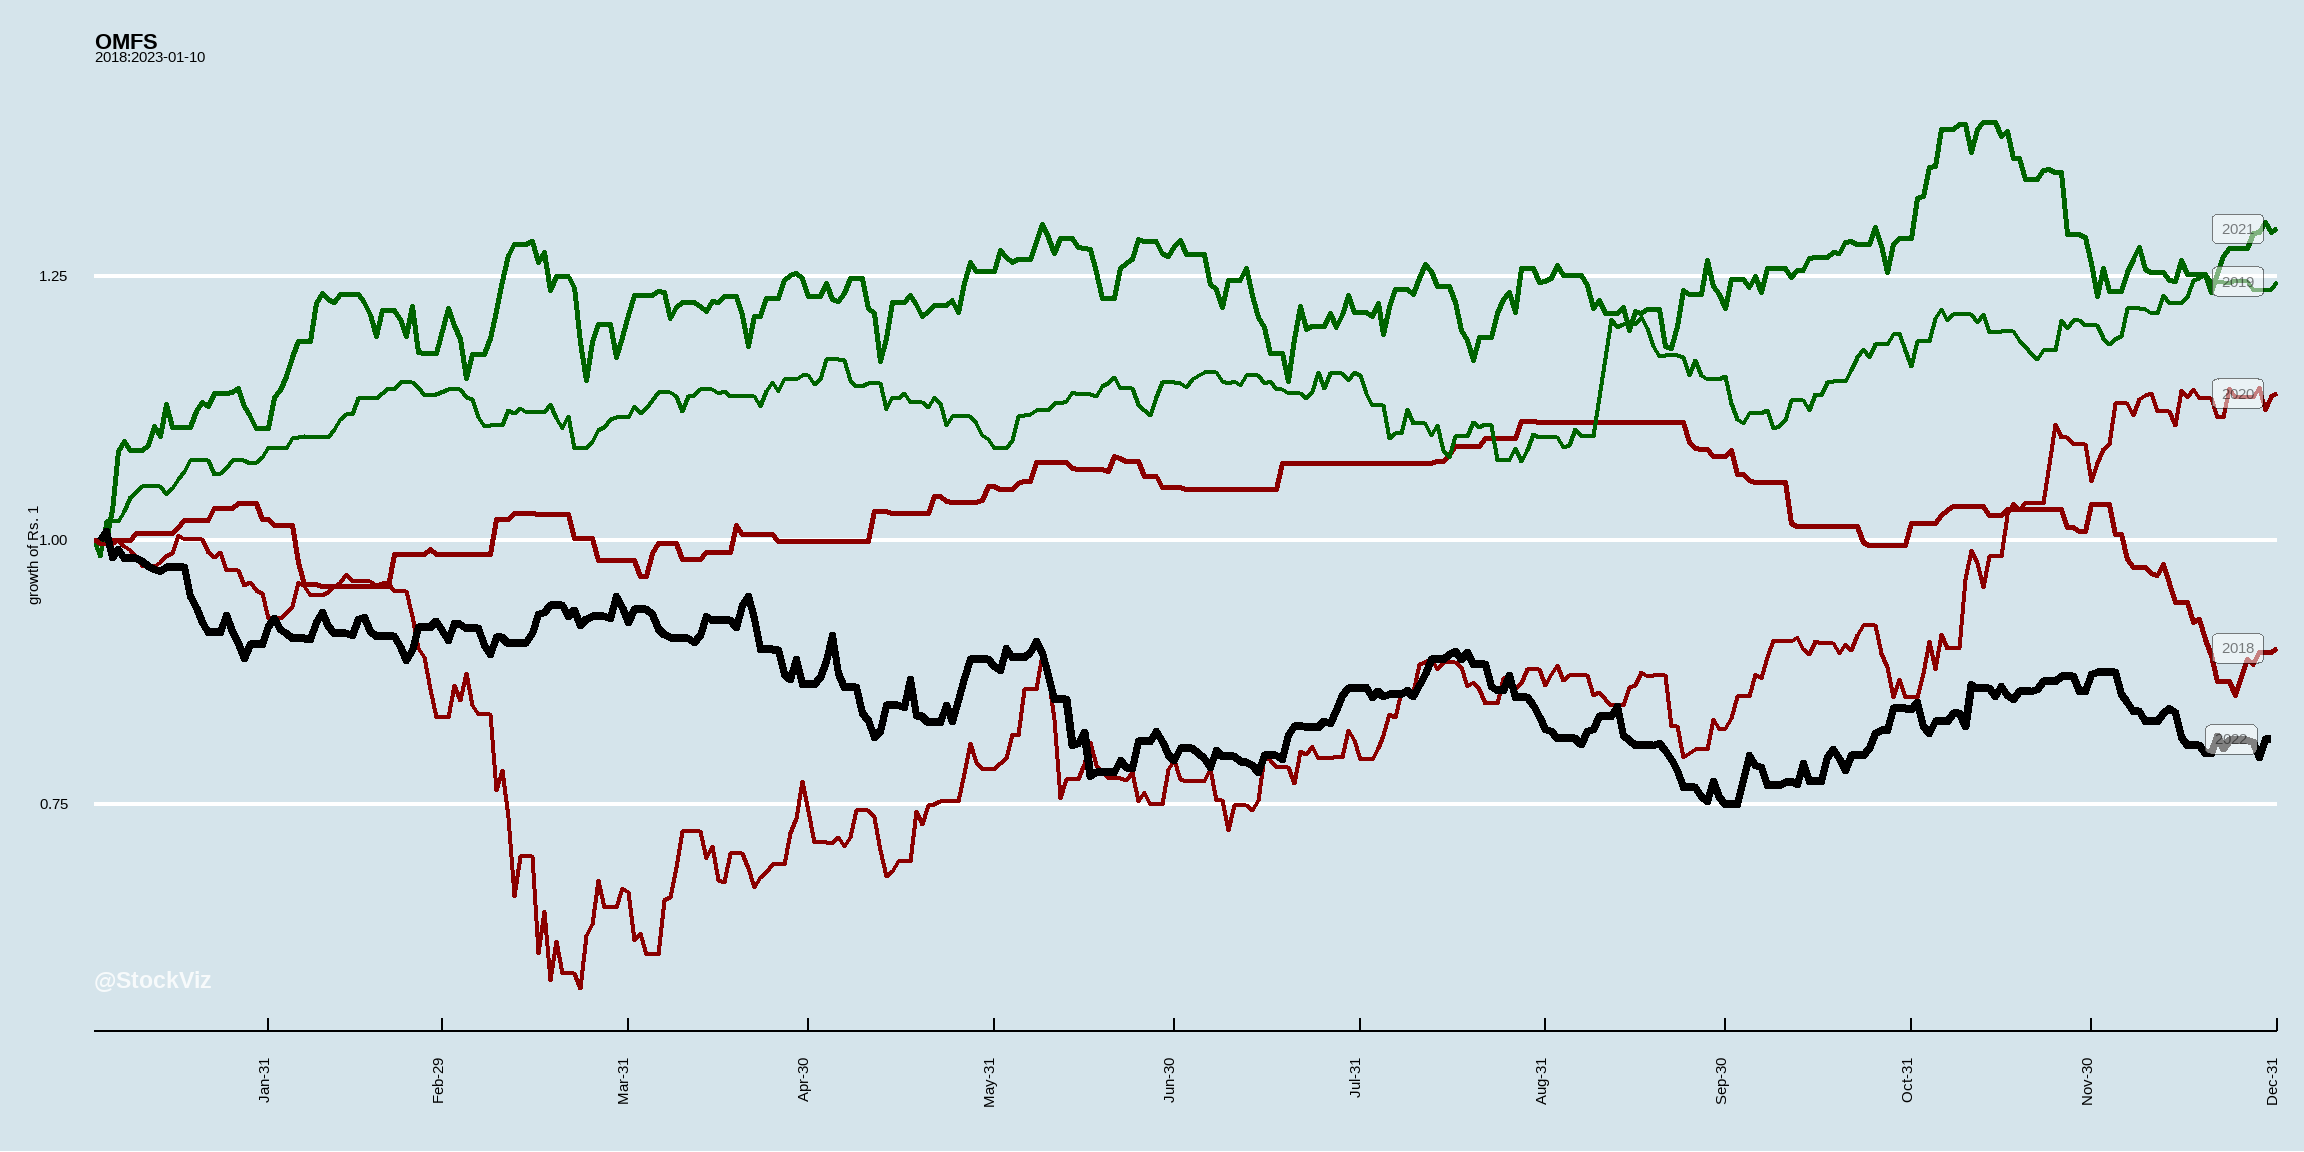 OMFS
2018:2023-01-10
growth of Rs. 1
1.25
1.00
0.75
2021
2019
2020
2018
2022
@StockViz
Jan-31
Feb-29
Mar-31
Apr-30
May-31
Jun-30
Jul-31
Aug-31
Sep-30
Oct-31
Nov-30
Dec-31